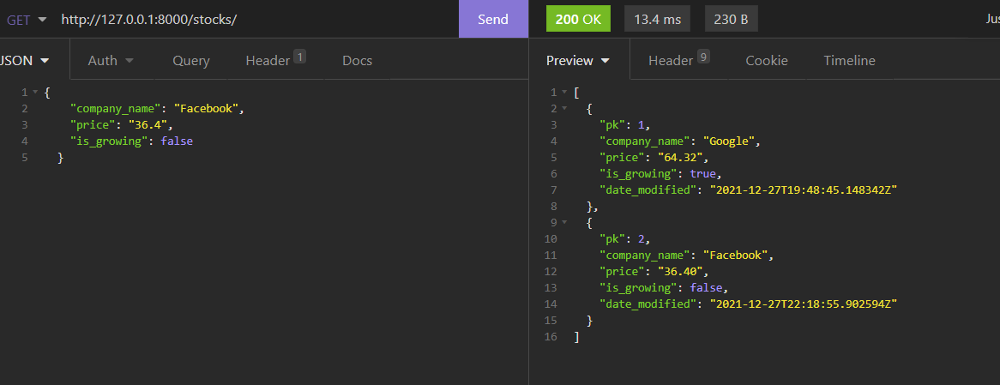 GET http://127.0.0.1:8000/stocks/ Send 200 OK 13.4 ms 230 B
JSON Auth Query Header 1 Docs Preview Header 9 Cookie Timeline
1 {
2 "company_name": "Facebook",
3 "price": "36.4",
4 "is_growing": false
5 }
1 [
2 {
3 "pk": 1,
4 "company_name": "Google",
5 "price": "64.32",
6 "is_growing": true,
7 "date_modified": "2021-12-27T19:48:45.148342Z"
8 },
9 {
10 "pk": 2,
11 "company_name": "Facebook",
12 "price": "36.40",
13 "is_growing": false,
14 "date_modified": "2021-12-27T22:18:55.902594Z"
15 }
16 ]